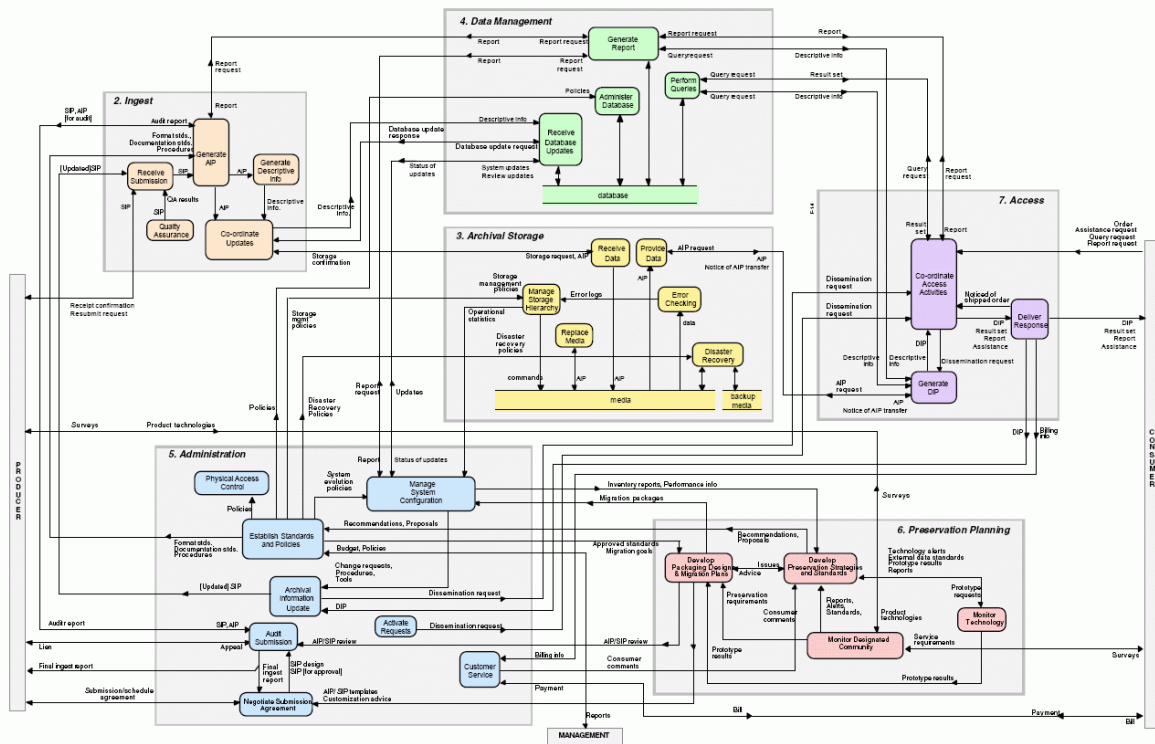 4. Data Management
Generate
Report
Report
Report request
Report
Report
request
Report request
Report
Queryrequest
Descriptive info
Perform
Queries
Query request
Result set
Query request
Descriptive info
Policies
Administer
Database
Descriptive info
Database update
response
Database update request
Receive
Database
Updates
Status of
updates
System updates
Review updates
database
Report
request
2. Ingest
Report
SIP, AIP
[for audit]
Audit report
Format stds.,
Documentation stds.
Procedures
Generate
AIP
[Updated]SIP
Receive
Submission
SIP
AIP
Generate
Descriptive
Info
SIP
QA results
SIP
AIP
Descriptive
Info.
Descriptive
Info.
Quality
Assurance
Co-ordinate
Updates
Storage
confirmation
Receipt confirmation
Resubmit request
3. Archival Storage
Storage request, AIP
Receive
Data
Provide
Data
AIP request
AIP
Notice of AIP transfer
AIP
Storage
management
policies
Manage
Storage
Hierarchy
Error logs
Error
Checking
Operational
statistics
data
Storage
mgmt
policies
Disaster
recovery
policies
Replace
Media
Disaster
Recovery
commands
AIP
AIP
media
backup
media
Report
request
Updates
Policies
Disaster
Recovery
Policies
7. Access
Query
request
Report
request
Result
set
Report
Order
Assistance request
Query request
Report request
Dissemination
request
Dissemination
request
Co-ordinate
Access
Activities
Noticed of
shipped order
Deliver
Response
DIP
Result set
Report
Assistance
DIP
Result set
Report
Assistance
DIP
Descriptive
Info
Descriptive
Info
Dissemination request
AIP
request
Generate
DIP
AIP
Notice of AIP transfer
DIP
Billing
info
Surveys
Product technologies
PRODUCER
CONSUMER
5. Administration
Report
Status of updates
Physical Access
Control
System
evolution
policies
Manage
System
Configuration
Inventory reports, Performance info
Surveys
Policies
Migration packages
Establish Standards
and Policies
Recommendations, Proposals
Format stds.
Documentation stds.
Procedures
Budget, Policies
Approved standards
Migration goals
Change requests,
Procedures,
Tools
[Updated] SIP
Archival
Information
Update
Dissemination request
DIP
Activate
Requests
Dissemination request
Audit report
SIP, AIP
Audit
Submission
Lien
Appeal
AIP/SIP review
AIP/SIP review
Final ingest report
Final
ingest
report
SIP design
SIP [for approval]
Customer
Service
Billing info
Consumer
comments
Payment
Submission/schedule
agreement
Negotiate Submission
Agreement
AIP/ SIP templates
Customization advice
Reports
MANAGEMENT
Bill
Payment
Bill
6. Preservation Planning
Recommendations,
Proposals
Technology alerts
External data standards
Prototype results
Reports
Develop
Packaging Designs
& Migration Plans
Issues
Advice
Develop
Preservation Strategies
and Standards
Prototype
requests
Preservation
requirements
Consumer
comments
Reports,
Alerts,
Standards,
Product
technologies
Monitor
Technology
Monitor Designated
Community
Service
requirements
Surveys
Prototype
results
Prototype results